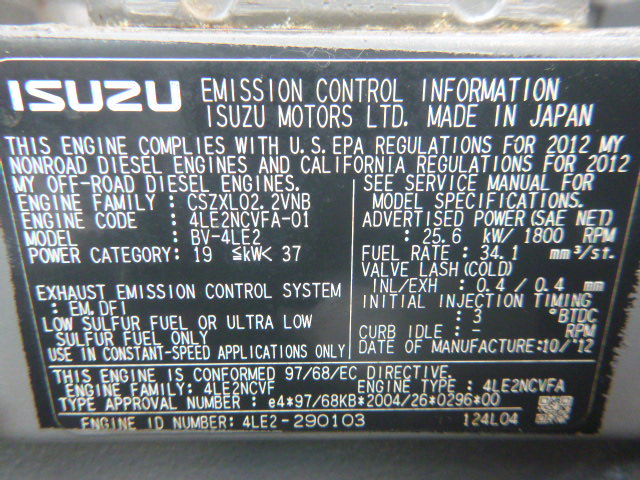 ISUZU EMISSION CONTROL INFORMATION
ISUZU MOTORS LTD. MADE IN JAPAN
THIS ENGINE COMPLIES WITH U.S. EPA REGULATIONS FOR 2012 MY
NONROAD DIESEL ENGINES AND CALIFORNIA REGULATIONS FOR 2012
MY OFF-ROAD DIESEL ENGINES.
ENGINE FAMILY : CSZXL02.2VNB
ENGINE CODE : 4LE2NCVFA-01
MODEL : BV-4LE2
POWER CATEGORY: 19 ≦kW< 37
EXHAUST EMISSION CONTROL SYSTEM
: EM, DFI
LOW SULFUR FUEL OR ULTRA LOW
SULFUR FUEL ONLY
USE IN CONSTANT-SPEED APPLICATIONS ONLY
SEE SERVICE MANUAL FOR
MODEL SPECIFICATIONS.
ADVERTISED POWER (SAE NET)
: 25.6 kW/ 1800 RPM
FUEL RATE : 34.1 mm³/st.
VALVE LASH (COLD)
INL/EXH : 0.4 / 0.4 mm
INITIAL INJECTION TIMING
: 3 °BTDC
CURB IDLE : - RPM
DATE OF MANUFACTURE:10/'12
THIS ENGINE IS CONFORMED 97/68/EC DIRECTIVE.
ENGINE FAMILY: 4LE2NCVF ENGINE TYPE : 4LE2NCVFA
TYPE APPROVAL NUMBER : e4*97/68KB*2004/26*0296*00
ENGINE ID NUMBER: 4LE2-290103 124L04